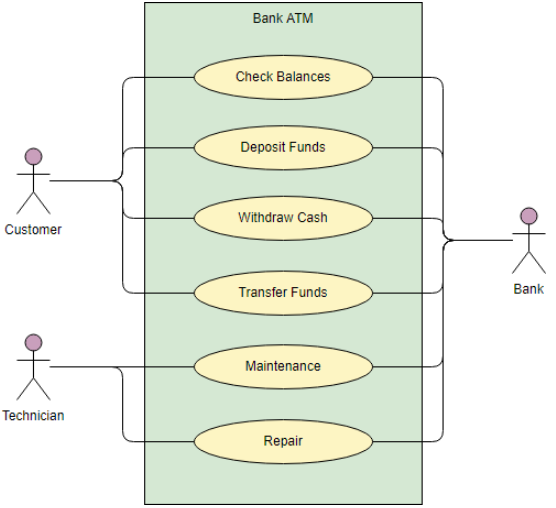 Bank ATM
Check Balances
Deposit Funds
Withdraw Cash
Customer
Transfer Funds
Bank
Maintenance
Technician
Repair